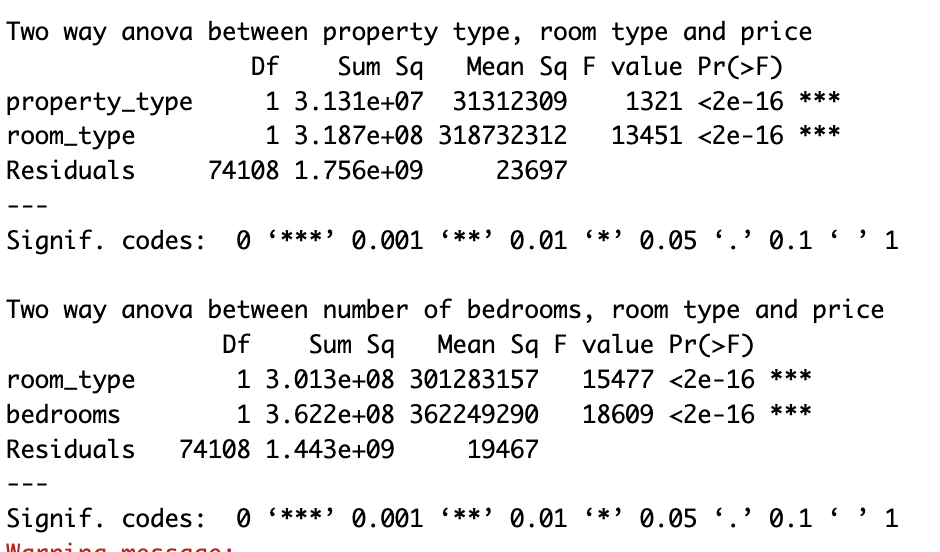 Two way anova between property type, room type and price
Df Sum Sq Mean Sq F value Pr(>F)
property_type 1 3.131e+07 31312309 1321 <2e-16 ***
room_type 1 3.187e+08 318732312 13451 <2e-16 ***
Residuals 74108 1.756e+09 23697
---
Signif. codes: 0 ‘***’ 0.001 ‘**’ 0.01 ‘*’ 0.05 ‘.’ 0.1 ‘ ’ 1
Two way anova between number of bedrooms, room type and price
Df Sum Sq Mean Sq F value Pr(>F)
room_type 1 3.013e+08 301283157 15477 <2e-16 ***
bedrooms 1 3.622e+08 362249290 18609 <2e-16 ***
Residuals 74108 1.443e+09 19467
---
Signif. codes: 0 ‘***’ 0.001 ‘**’ 0.01 ‘*’ 0.05 ‘.’ 0.1 ‘ ’ 1
Warning message: